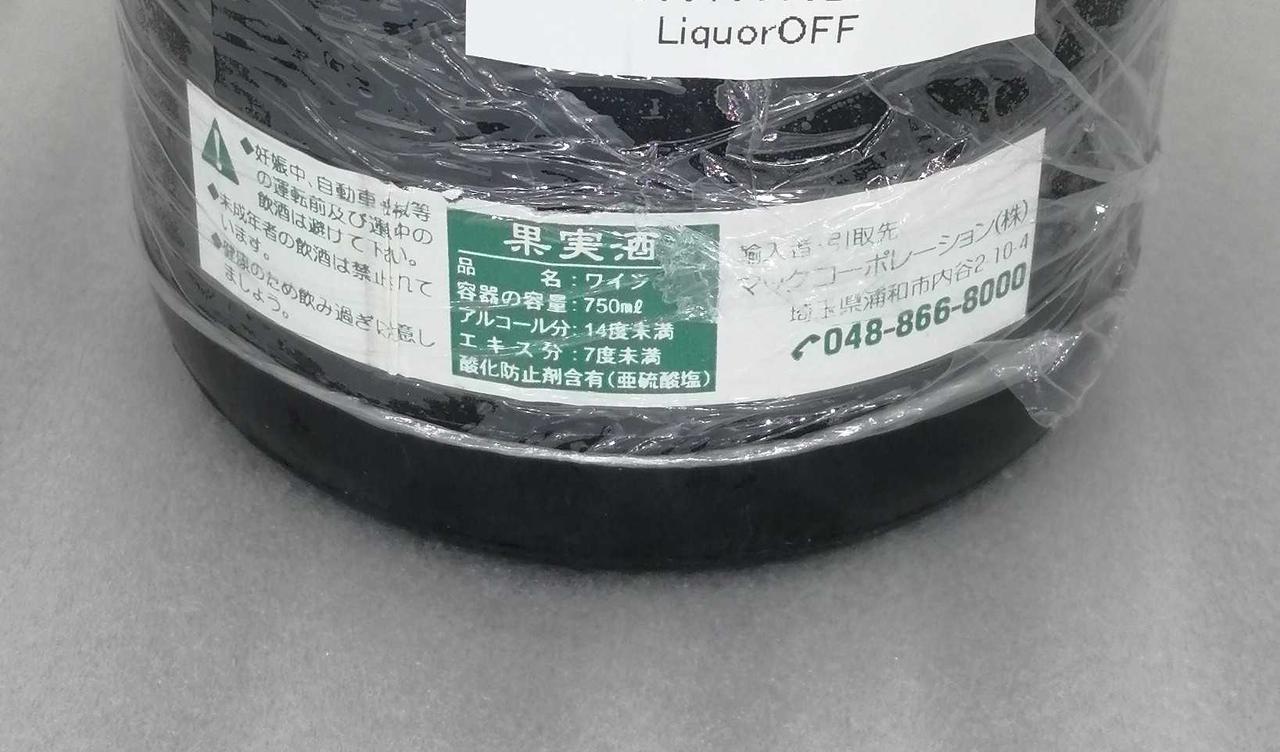 LiquorOFF
◆妊娠中、自動車 等
の運転前及び運 中の
飲酒は避けて下 い。
◆未成年者の飲酒は禁止 れて
います。
◆健康のため飲み過ぎ 注意し
ましょう。
果実酒
品 名:ワイン
容器の容量:750mℓ
アルコール分:14度未満
エキス分:7度未満
酸化防止剤含有(亜硫酸塩)
輸入者・引取先
マックコーポレーション(株)
埼玉県浦和市内谷2-10-4
048-866-8000